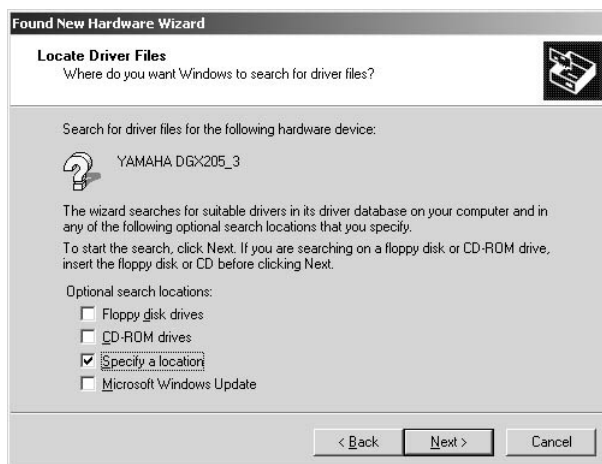 Found New Hardware Wizard
Locate Driver Files
Where do you want Windows to search for driver files?
Search for driver files for the following hardware device:
YAMAHA DGX205_3
The wizard searches for suitable drivers in its driver database on your computer and in
any of the following optional search locations that you specify.
To start the search, click Next. If you are searching on a floppy disk or CD-ROM drive,
insert the floppy disk or CD before clicking Next.
Optional search locations:
Floppy disk drives
CD-ROM drives
Specify a location
Microsoft Windows Update
< Back Next > Cancel